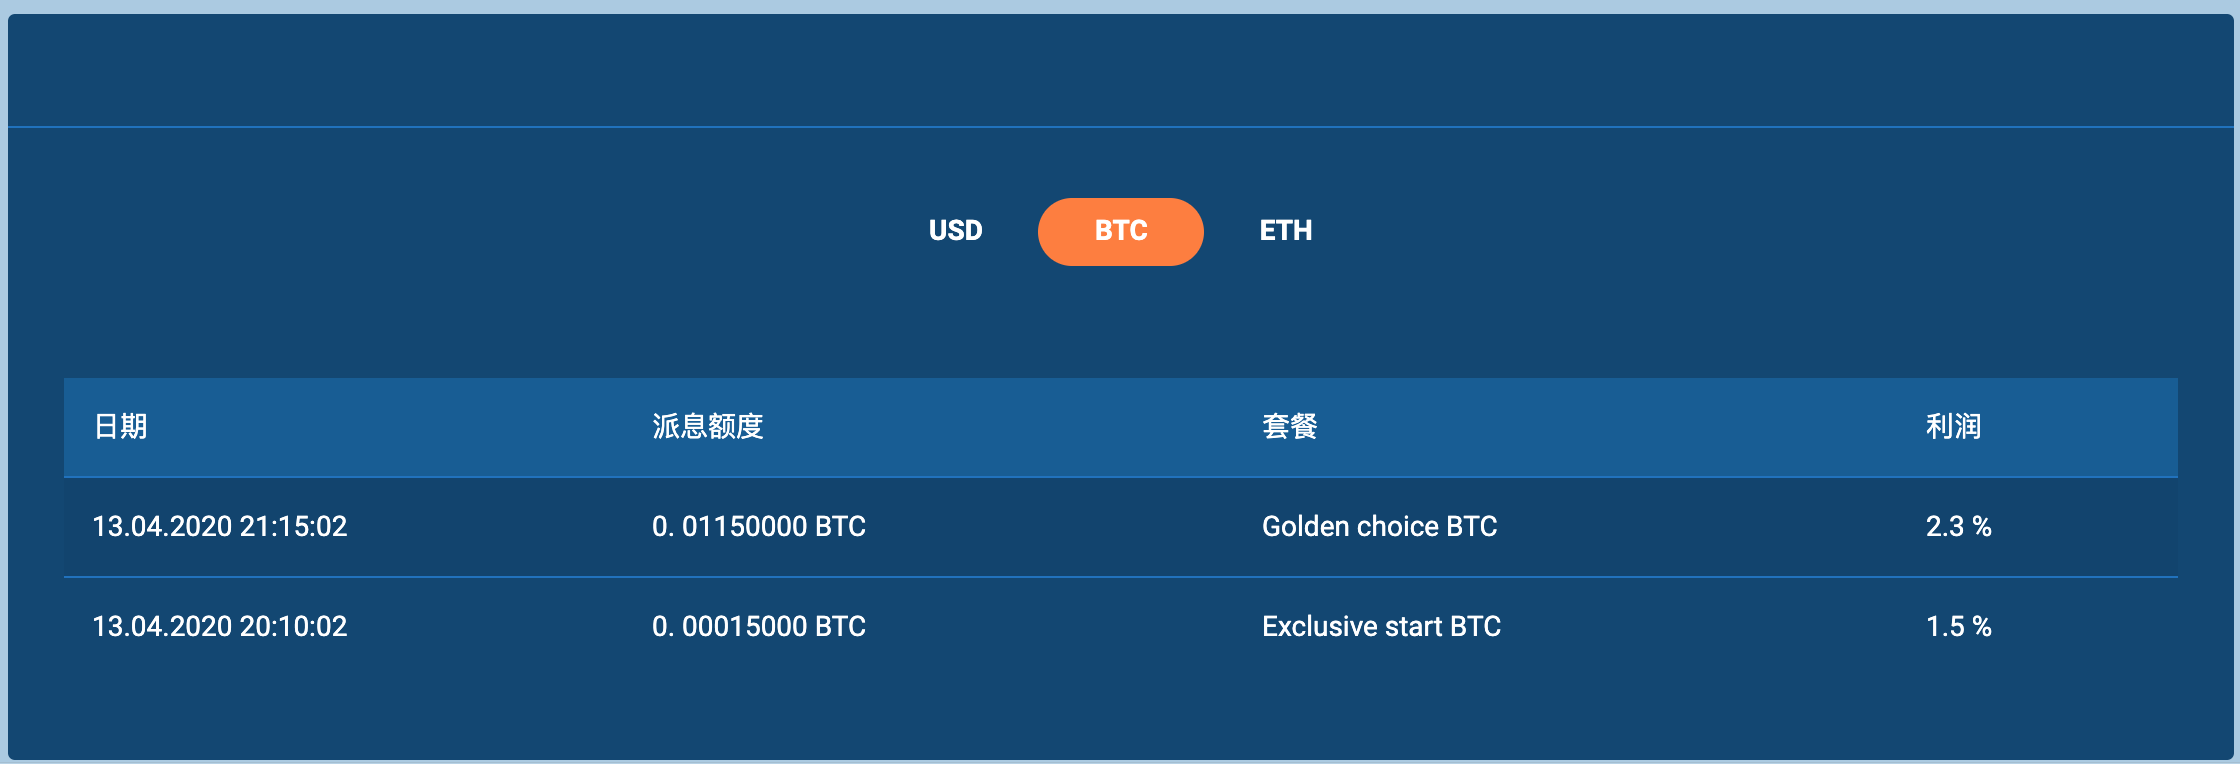 USD BTC ETH
日期 派息额度 套餐 利润
13.04.2020 21:15:02 0. 01150000 BTC Golden choice BTC 2.3 %
13.04.2020 20:10:02 0. 00015000 BTC Exclusive start BTC 1.5 %